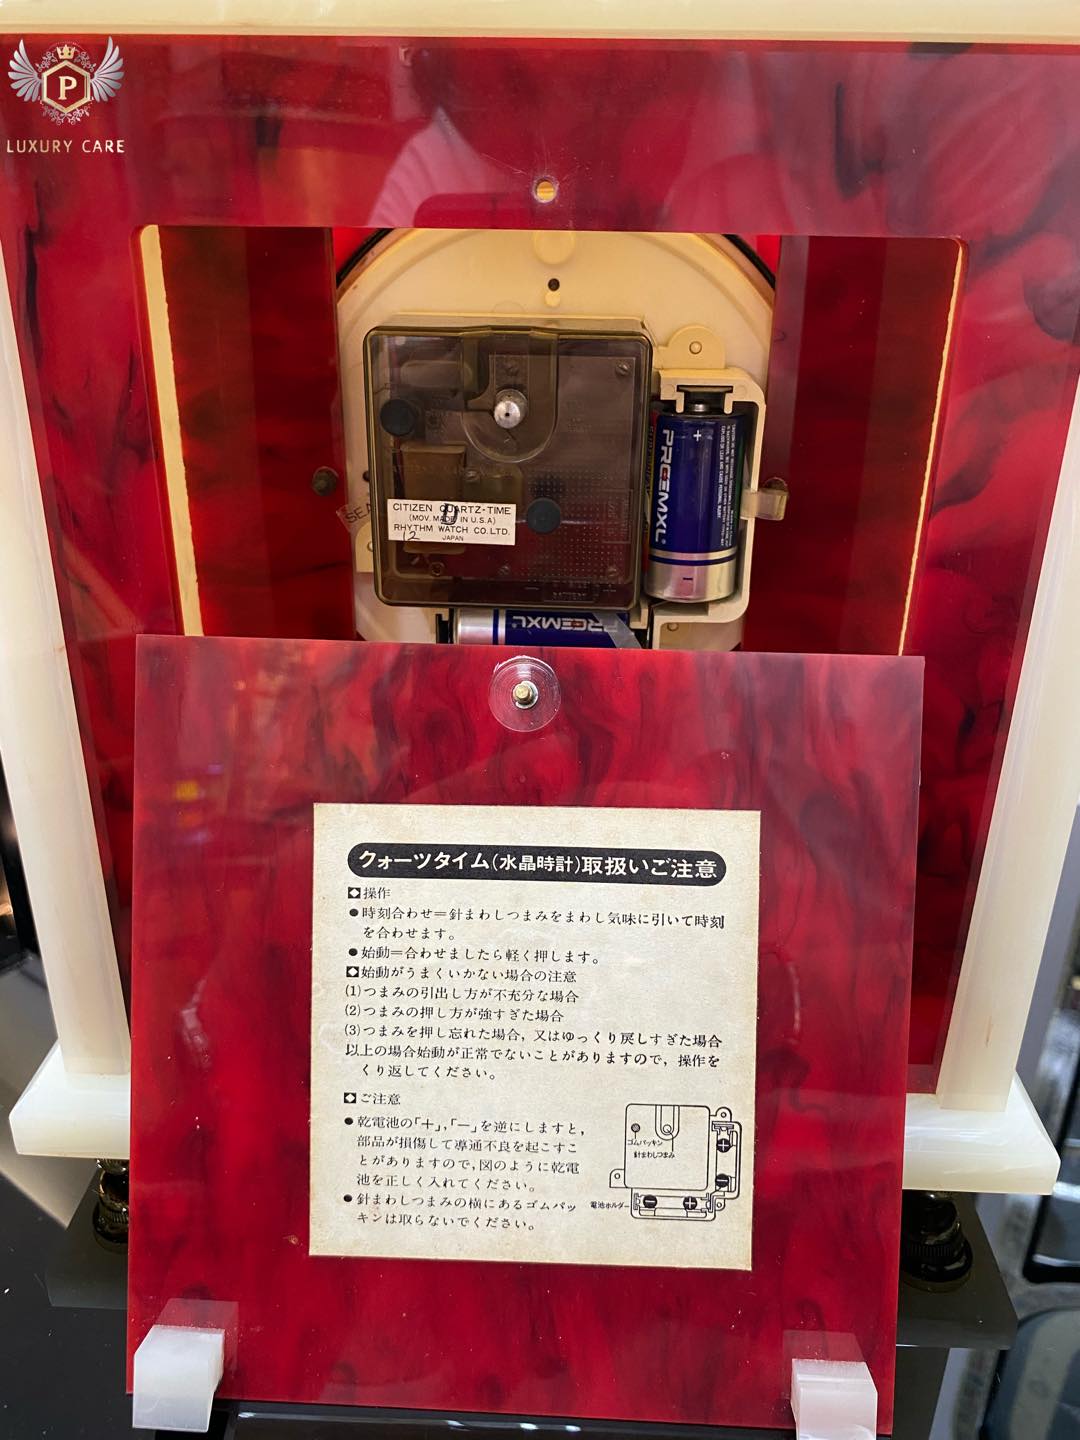 P
LUXURY CARE
CITIZEN QUARTZ-TIME
(MOV. MADE IN U.S.A)
RHYTHM WATCH CO. LTD.
12 JAPAN
+
PREMXL
−
BATTERY
クォーツタイム(水晶時計)取扱いご注意
操作
●時刻合わせ＝針まわしつまみをまわし気味に引いて時刻
を合わせます。
●始動＝合わせましたら軽く押します。
始動がうまくいかない場合の注意
(1)つまみの引出し方が不充分な場合
(2)つまみの押し方が強すぎた場合
(3)つまみを押し忘れた場合，又はゆっくり戻しすぎた場合
以上の場合始動が正常でないことがありますので，操作を
くり返してください。
ご注意
●乾電池の「＋」,「－」を逆にしますと，
部品が損傷して導通不良を起こすこ
とがありますので,図のように乾電
池を正しく入れてください。
●針まわしつまみの横にあるゴムパッ
キンは取らないでください。
ゴムパッキン
針まわしつまみ
電池ホルダー